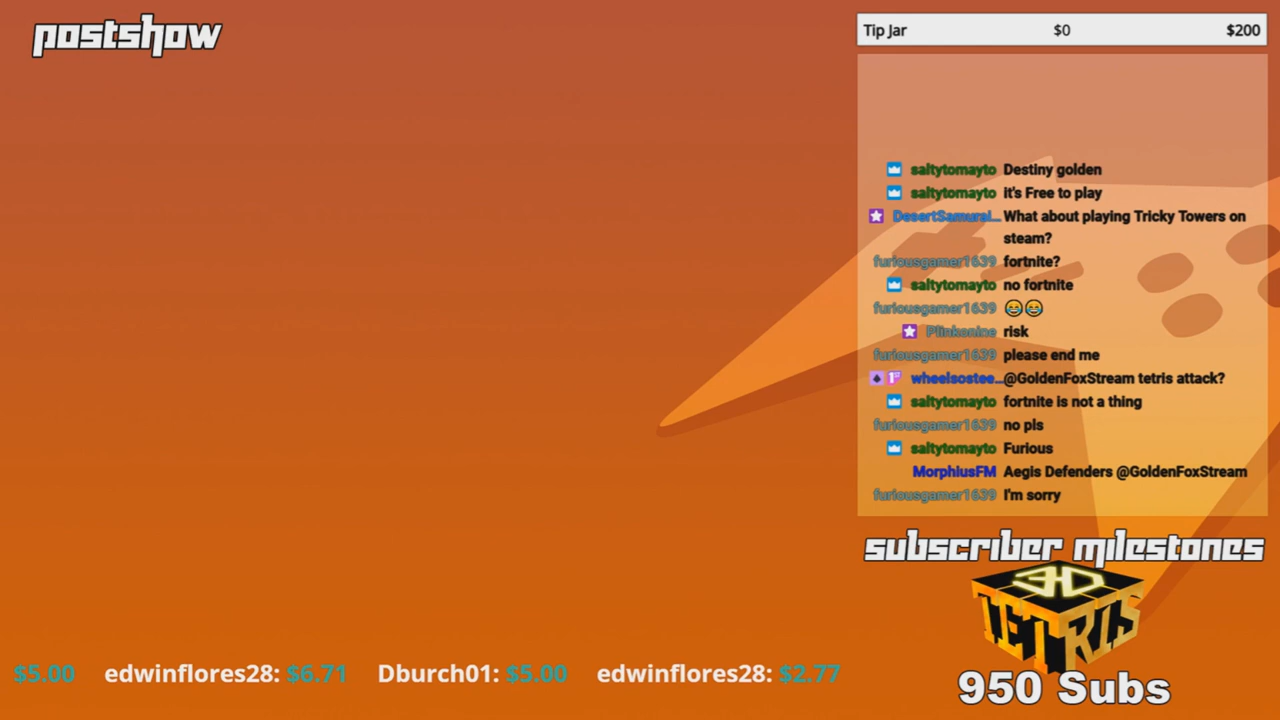 postshow
Tip Jar $0 $200
saltytomayto Destiny golden
saltytomayto it's Free to play
DesertSamurai... What about playing Tricky Towers on
steam?
furiousgamer1639 fortnite?
saltytomayto no fortnite
furiousgamer1639 😂😂
Plinkonine risk
furiousgamer1639 please end me
wheelsostee... @GoldenFoxStream tetris attack?
saltytomayto fortnite is not a thing
furiousgamer1639 no pls
saltytomayto Furious
MorphiusFM Aegis Defenders @GoldenFoxStream
furiousgamer1639 I'm sorry
subscriber milestones
3D
TETRIS
950 Subs
$5.00 edwinflores28: $6.71 Dburch01: $5.00 edwinflores28: $2.77